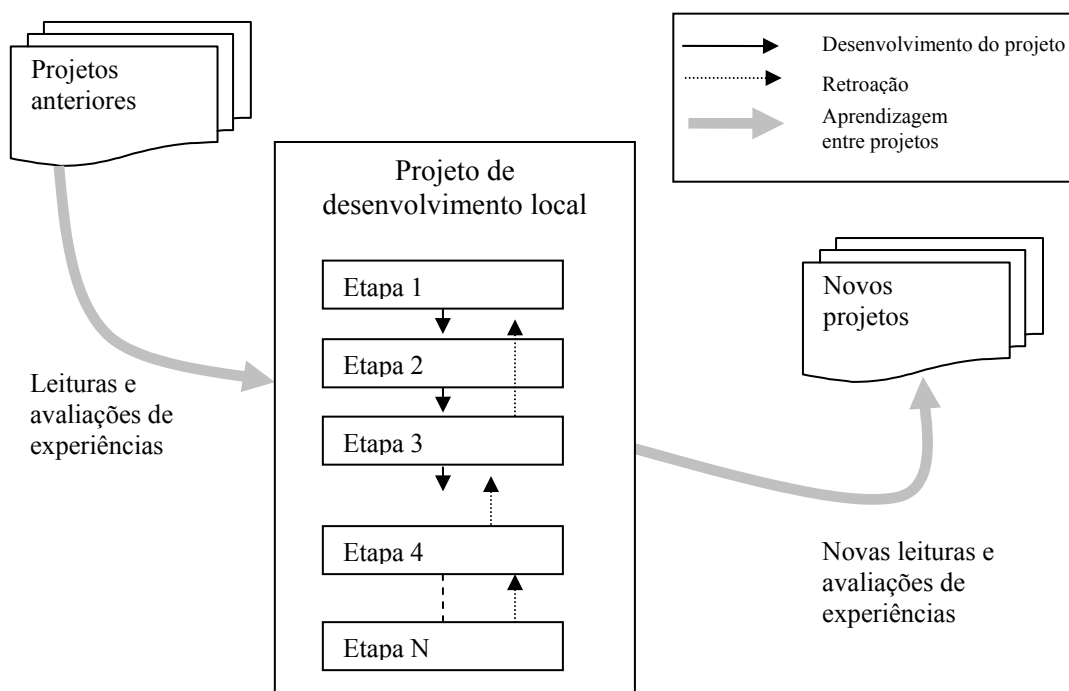 Projetos
anteriores
Desenvolvimento do projeto
Retroação
Aprendizagem
entre projetos
Projeto de
desenvolvimento local
Etapa 1
Etapa 2
Etapa 3
Etapa 4
Etapa N
Leituras e
avaliações de
experiências
Novos
projetos
Novas leituras e
avaliações de
experiências